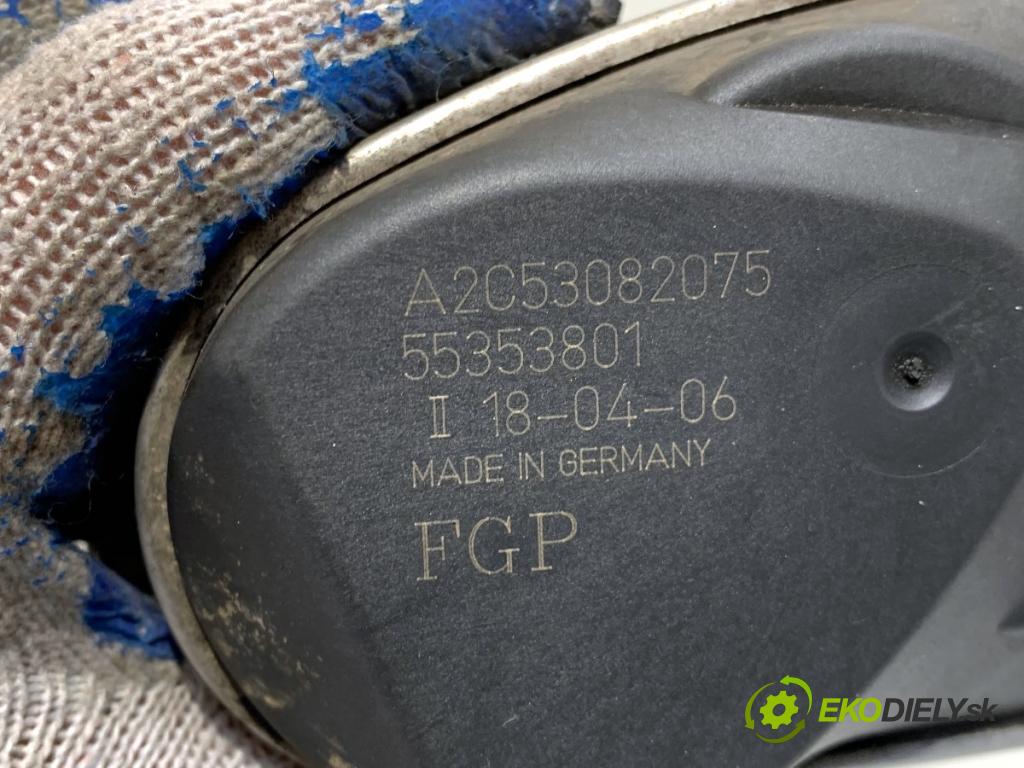 A2C53082075
55353801
II 18-04-06
MADE IN GERMANY
FGP
EKODIELY.sk